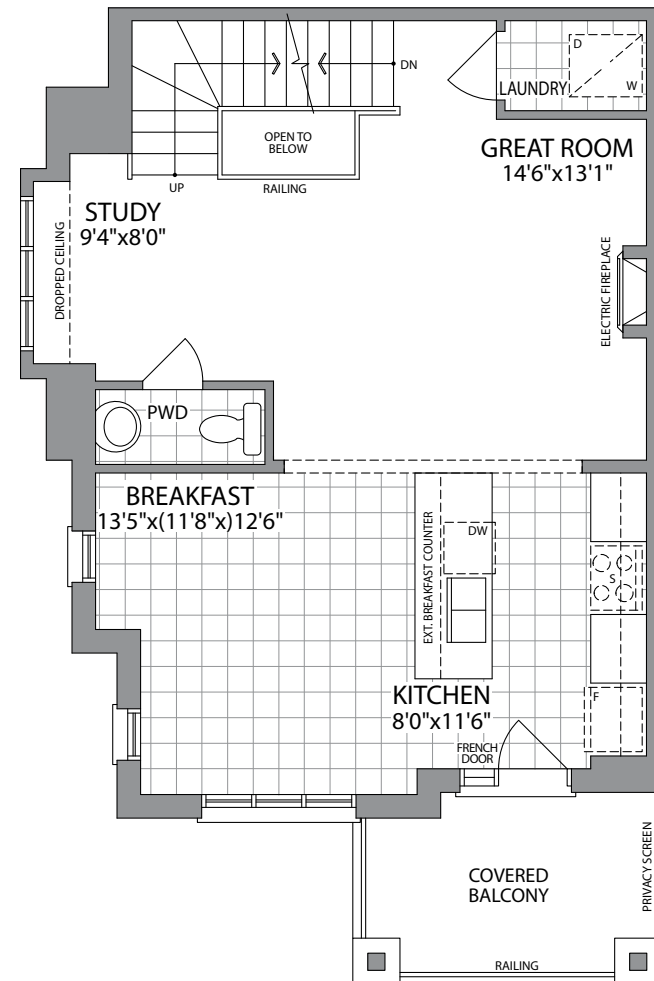 D
W
LAUNDRY
DN
OPEN TO
BELOW
GREAT ROOM
14'6"x13'1"
UP
RAILING
STUDY
9'4"x8'0"
DROPPED CEILING
ELECTRIC FIREPLACE
PWD
BREAKFAST
13'5"x(11'8"x)12'6"
EXT. BREAKFAST COUNTER
DW
S
KITCHEN
8'0"x11'6"
F
FRENCH
DOOR
COVERED
BALCONY
PRIVACY SCREEN
RAILING